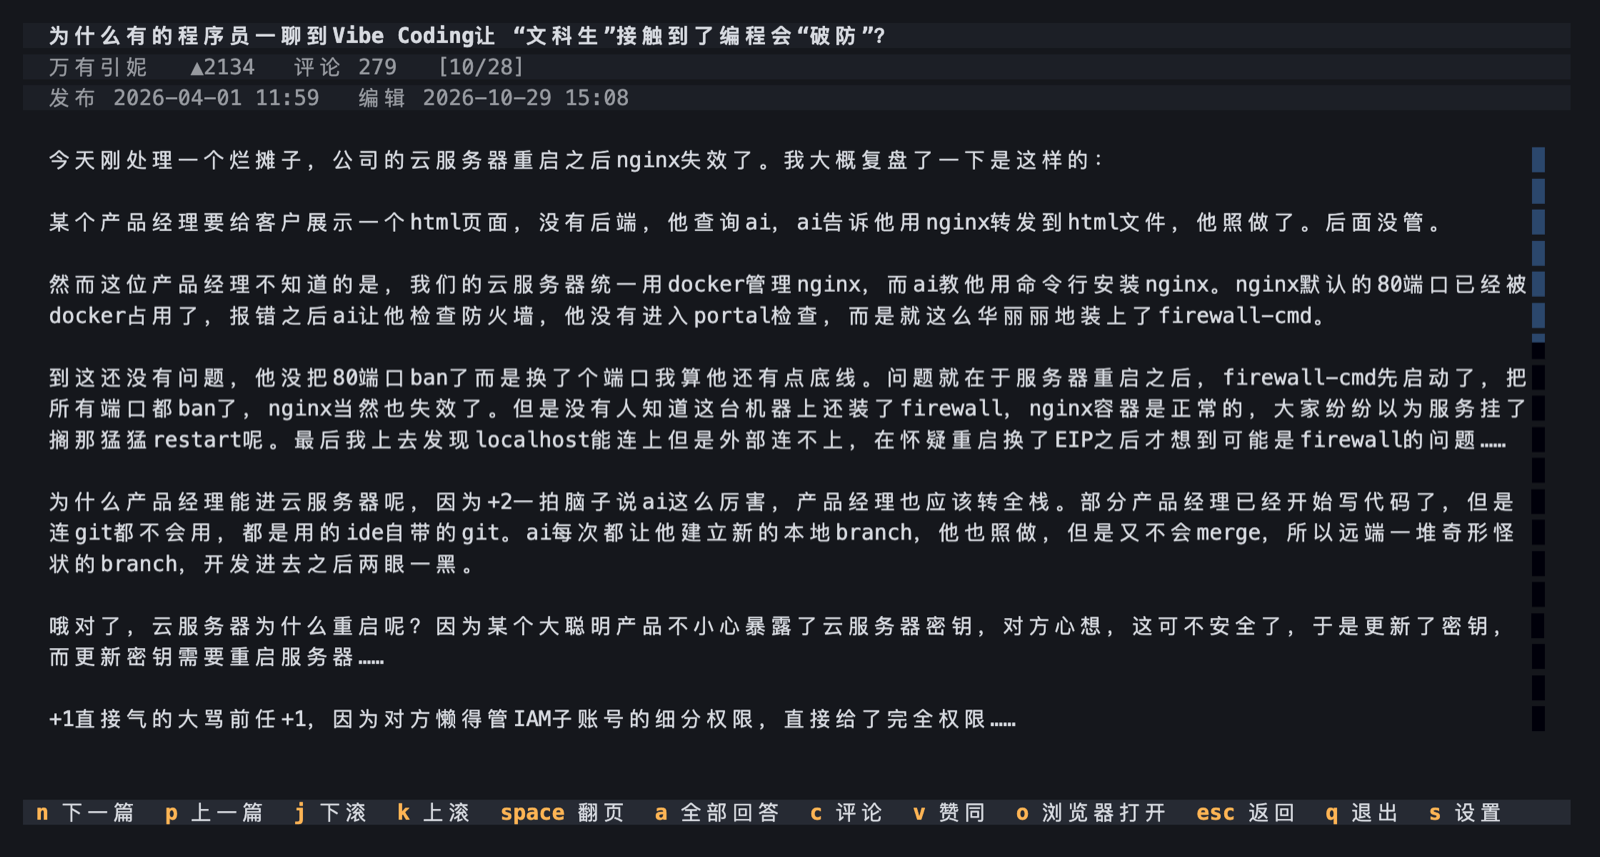 为什么有的程序员一聊到Vibe Coding让 “文科生”接触到了编程会“破防”?
万有引妮 ▲2134 评论 279 [10/28]
发布 2026-04-01 11:59 编辑 2026-10-29 15:08
今天刚处理一个烂摊子，公司的云服务器重启之后nginx失效了。我大概复盘了一下是这样的：
某个产品经理要给客户展示一个html页面，没有后端，他查询ai，ai告诉他用nginx转发到html文件，他照做了。后面没管。
然而这位产品经理不知道的是，我们的云服务器统一用docker管理nginx，而ai教他用命令行安装nginx。nginx默认的80端口已经被
docker占用了，报错之后ai让他检查防火墙，他没有进入portal检查，而是就这么华丽丽地装上了firewall-cmd。
到这还没有问题，他没把80端口ban了而是换了个端口我算他还有点底线。问题就在于服务器重启之后，firewall-cmd先启动了，把
所有端口都ban了，nginx当然也失效了。但是没有人知道这台机器上还装了firewall，nginx容器是正常的，大家纷纷以为服务挂了
搁那猛猛restart呢。最后我上去发现localhost能连上但是外部连不上，在怀疑重启换了EIP之后才想到可能是firewall的问题……
为什么产品经理能进云服务器呢，因为+2一拍脑子说ai这么厉害，产品经理也应该转全栈。部分产品经理已经开始写代码了，但是
连git都不会用，都是用的ide自带的git。ai每次都让他建立新的本地branch，他也照做，但是又不会merge，所以远端一堆奇形怪
状的branch，开发进去之后两眼一黑。
哦对了，云服务器为什么重启呢？因为某个大聪明产品不小心暴露了云服务器密钥，对方心想，这可不安全了，于是更新了密钥，
而更新密钥需要重启服务器……
+1直接气的大骂前任+1，因为对方懒得管IAM子账号的细分权限，直接给了完全权限……
n 下一篇 p 上一篇 j 下滚 k 上滚 space 翻页 a 全部回答 c 评论 v 赞同 o 浏览器打开 esc 返回 q 退出 s 设置